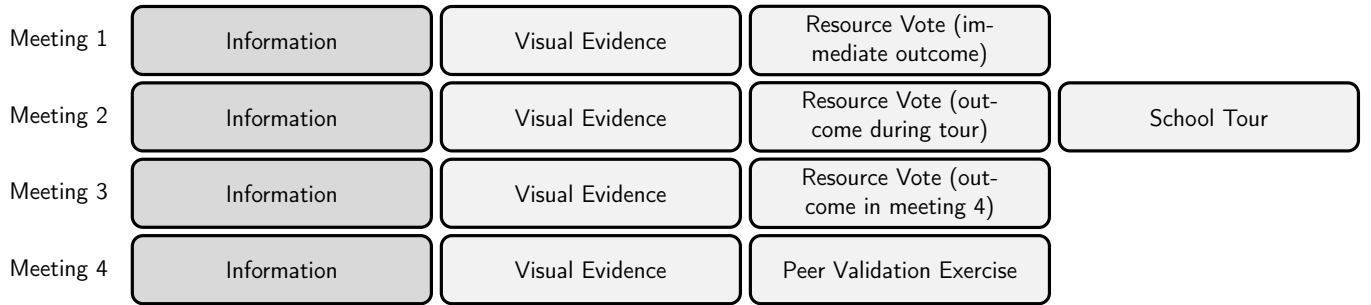 Meeting 1
Information
Visual Evidence
Resource Vote (im-
mediate outcome)
Meeting 2
Information
Visual Evidence
Resource Vote (out-
come during tour)
School Tour
Meeting 3
Information
Visual Evidence
Resource Vote (out-
come in meeting 4)
Meeting 4
Information
Visual Evidence
Peer Validation Exercise